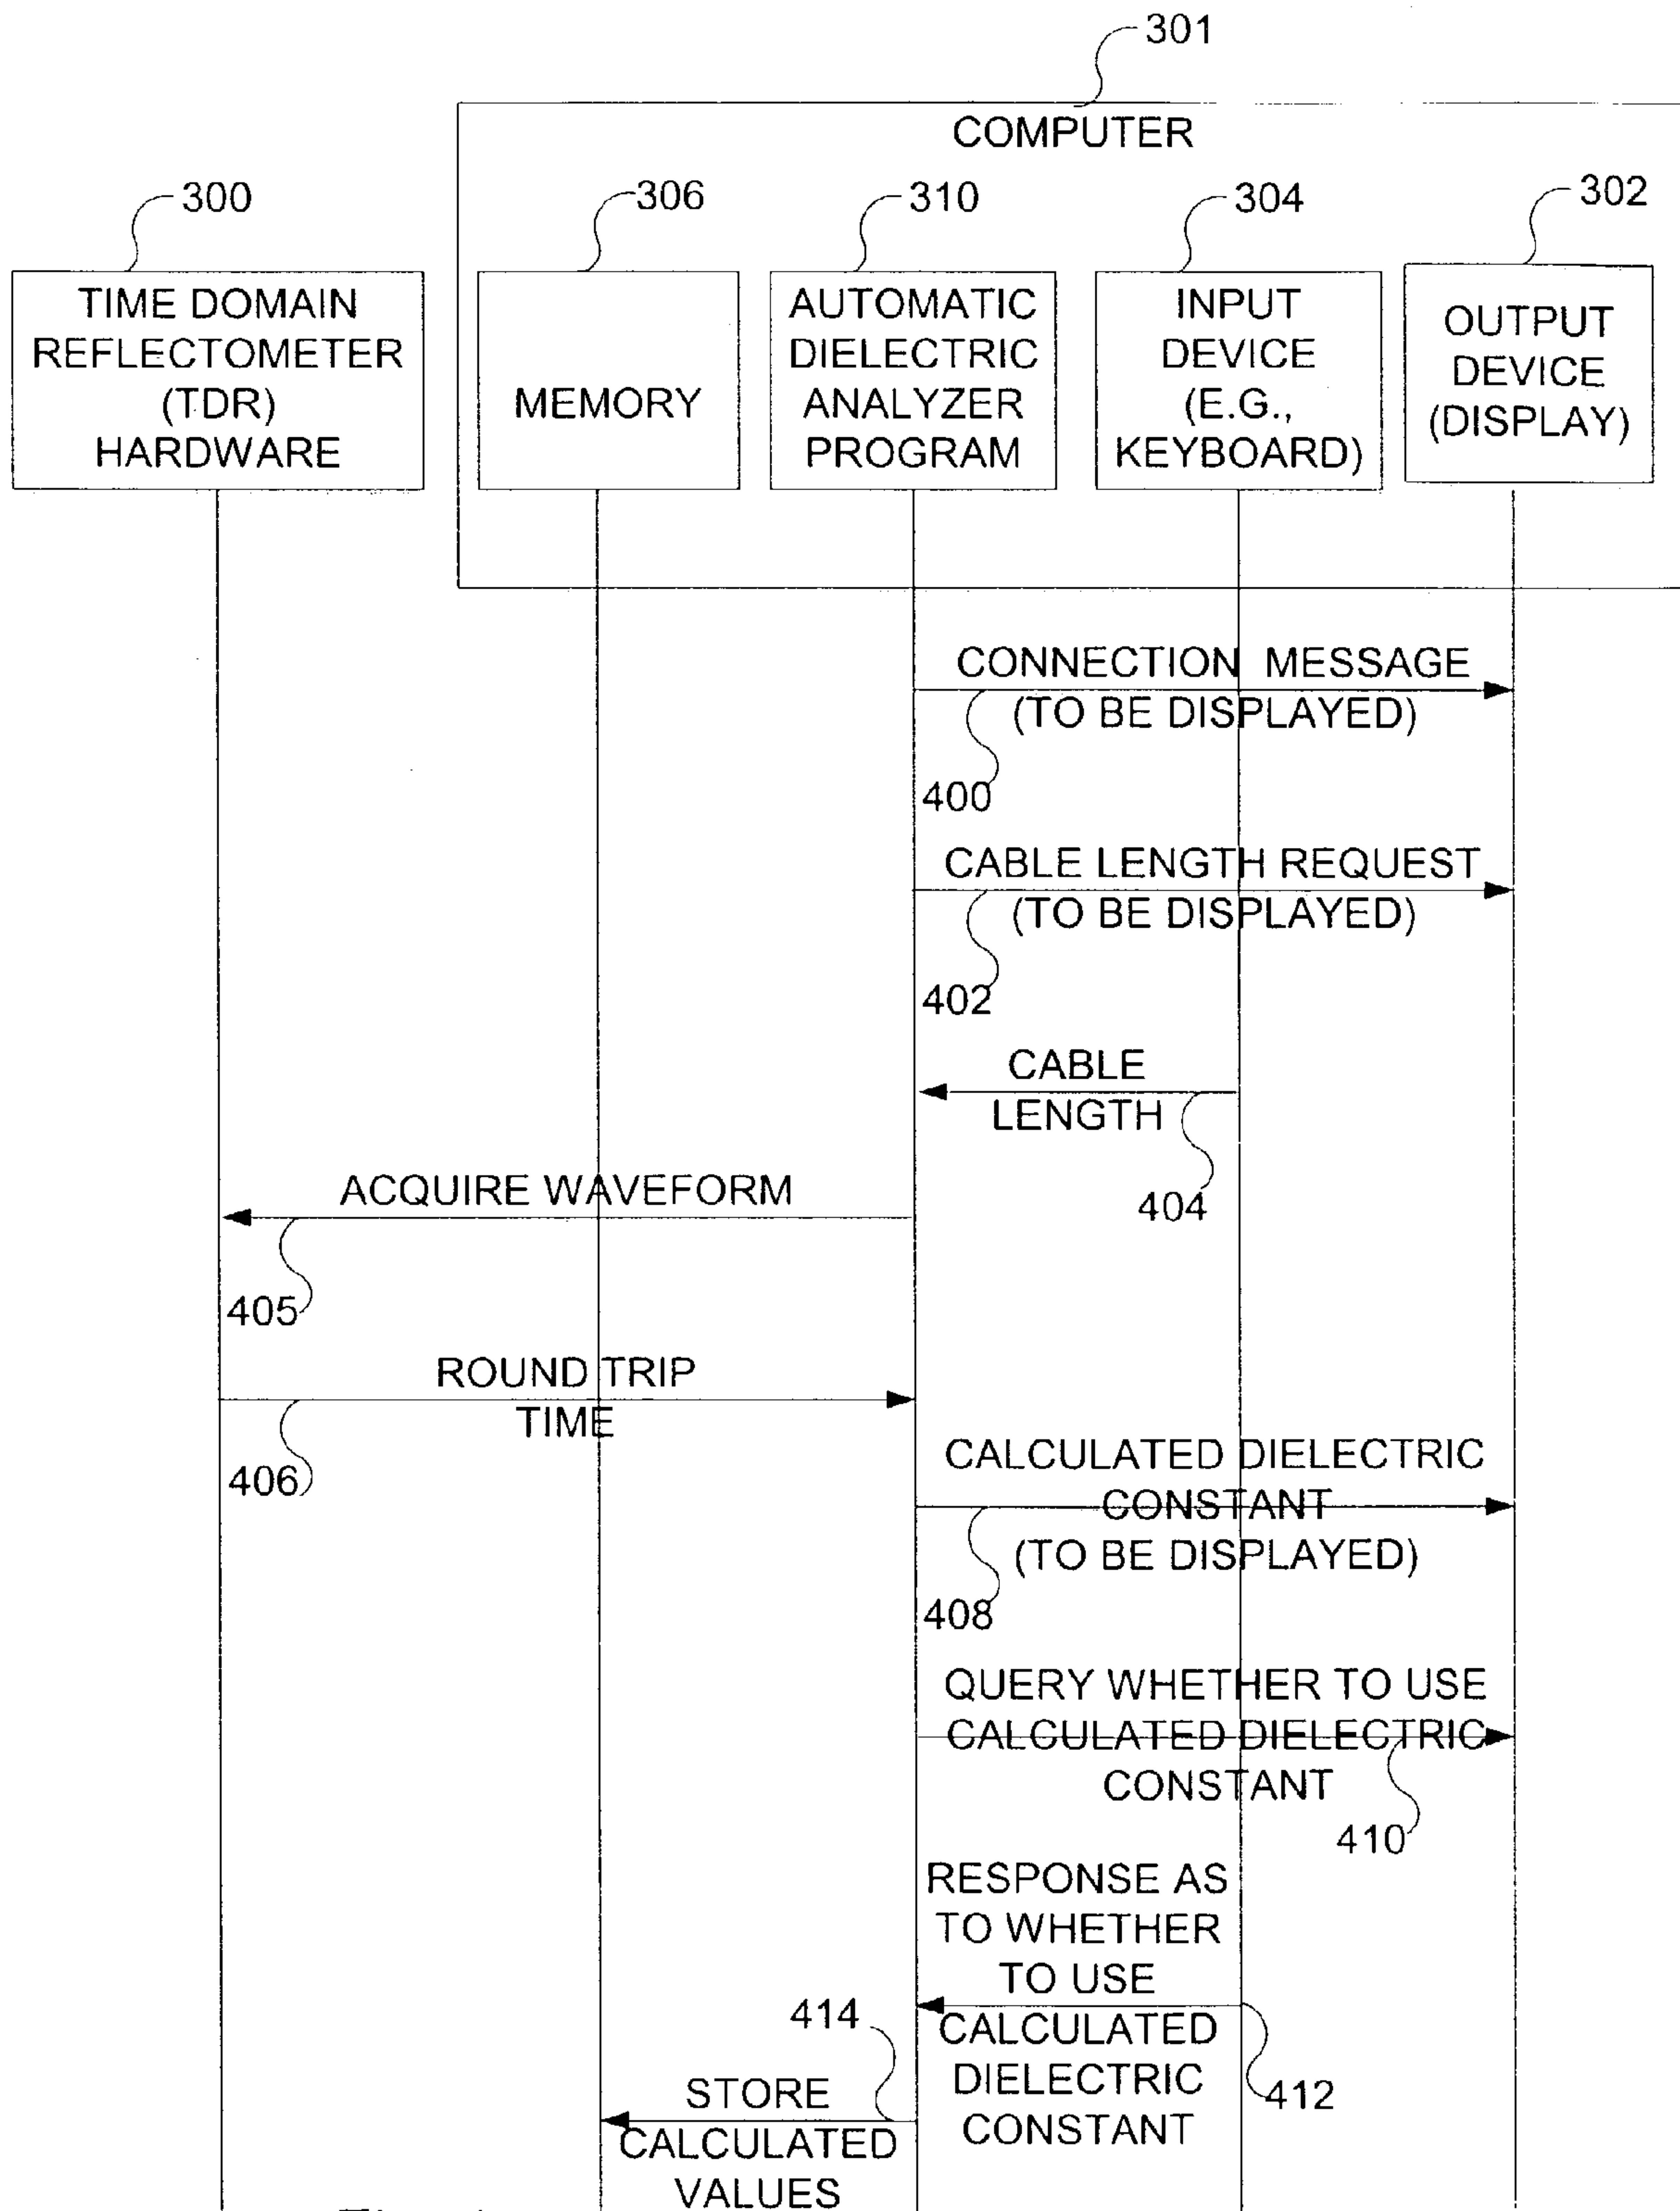 301
COMPUTER
300
306
310
304
302
TIME DOMAIN
REFLECTOMETER
(TDR)
HARDWARE
MEMORY
AUTOMATIC
DIELECTRIC
ANALYZER
PROGRAM
INPUT
DEVICE
(E.G.,
KEYBOARD)
OUTPUT
DEVICE
(DISPLAY)
CONNECTION MESSAGE
(TO BE DISPLAYED)
400
CABLE LENGTH REQUEST
(TO BE DISPLAYED)
402
CABLE
LENGTH
404
ACQUIRE WAVEFORM
405
ROUND TRIP
TIME
406
CALCULATED DIELECTRIC
CONSTANT
(TO BE DISPLAYED)
408
QUERY WHETHER TO USE
CALCULATED DIELECTRIC
CONSTANT
410
RESPONSE AS
TO WHETHER
TO USE
CALCULATED
DIELECTRIC
CONSTANT
412
414
STORE
CALCULATED
VALUES